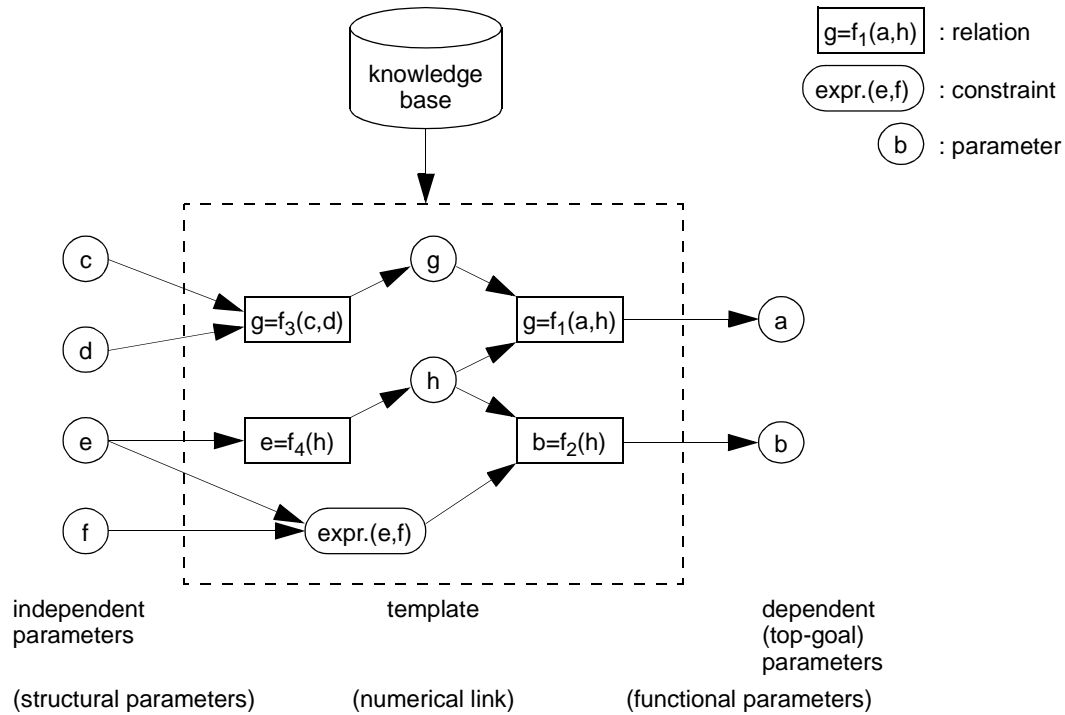 knowledge
base
g=f1(a,h) : relation
expr.(e,f) : constraint
b : parameter
c
g
d
g=f3(c,d)
g=f1(a,h)
a
h
e
e=f4(h)
b=f2(h)
b
f
expr.(e,f)
independent
parameters
template
dependent
(top-goal)
parameters
(structural parameters)
(numerical link)
(functional parameters)